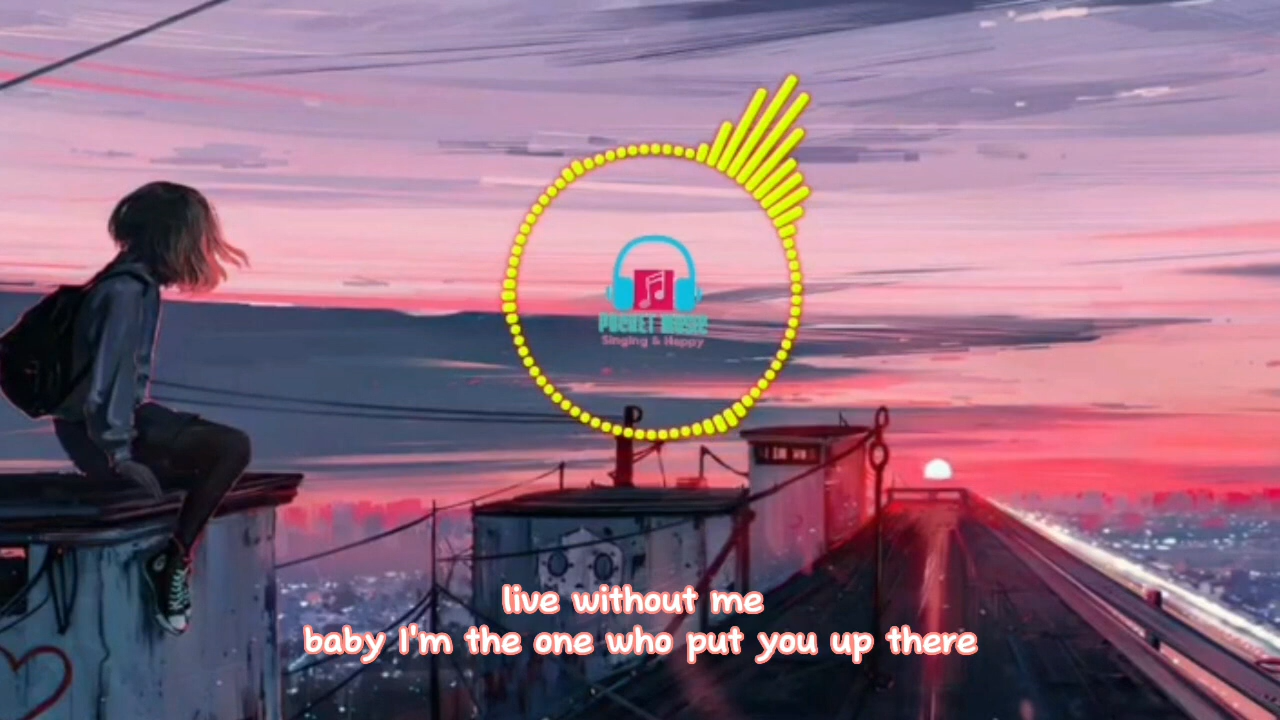 POCKET MUSIC
Singing & Happy
live without me
baby I'm the one who put you up there